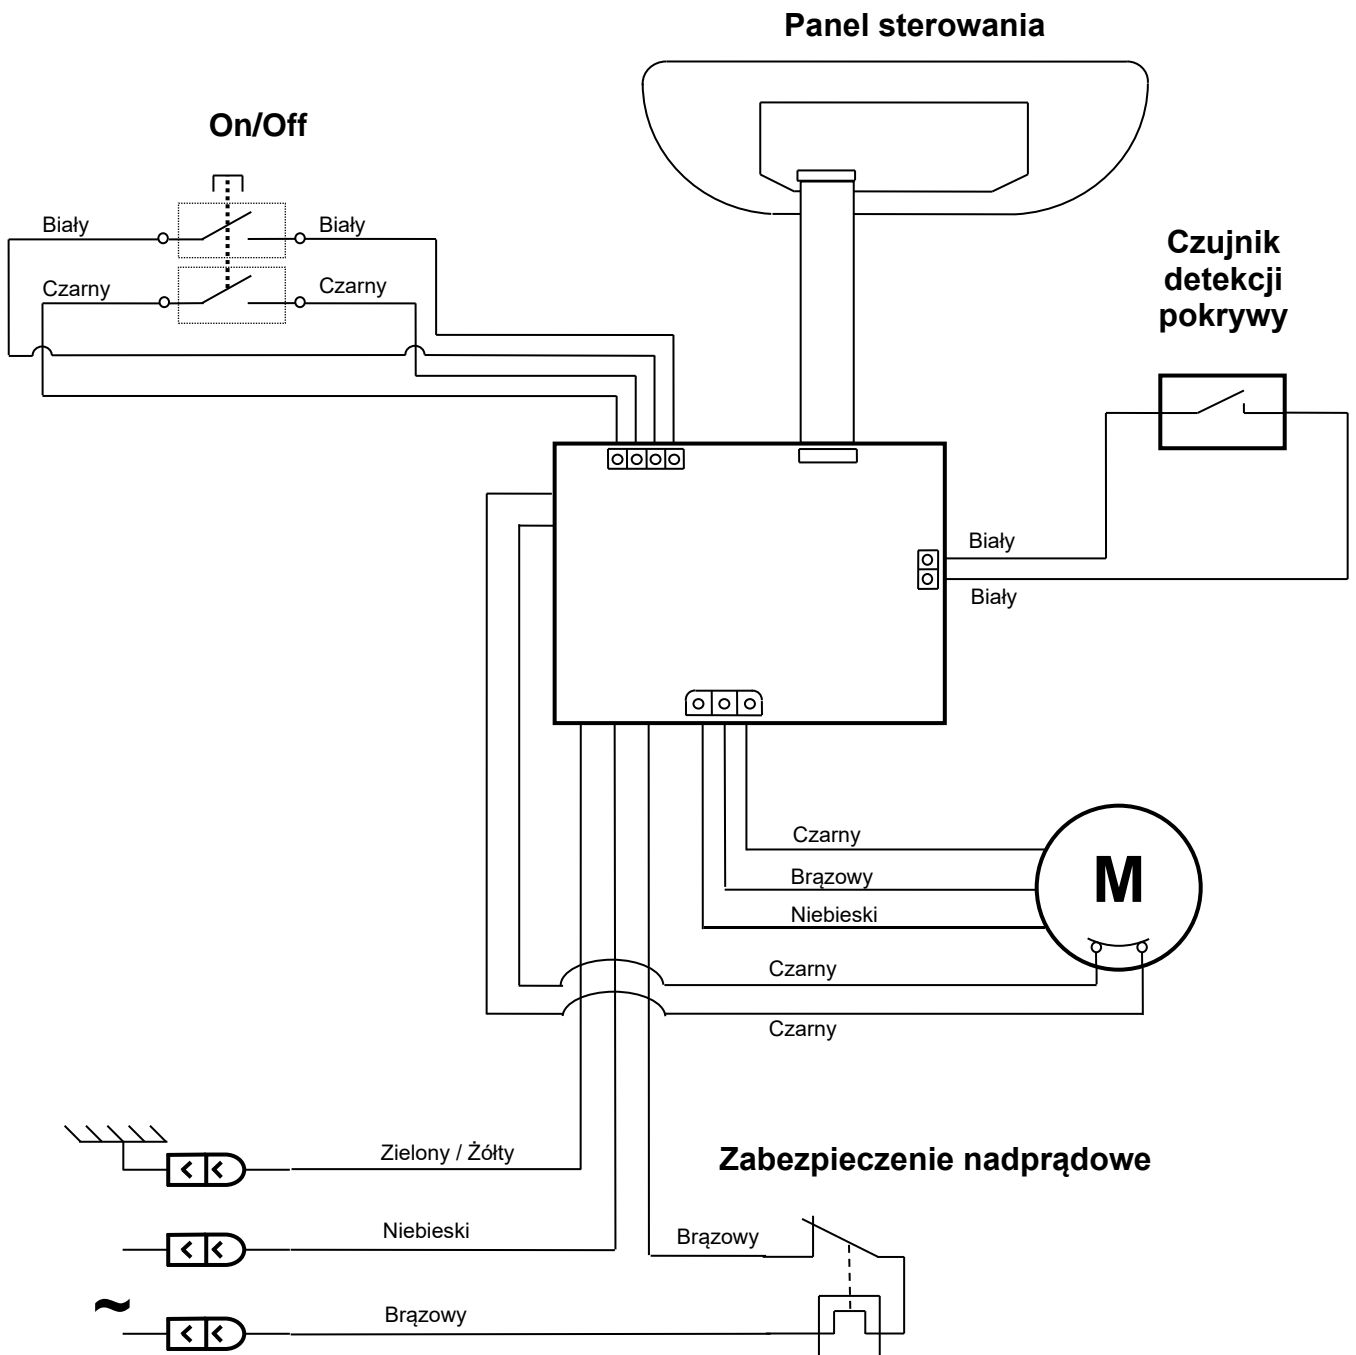 Panel sterowania
On/Off
Biały
Biały
Czarny
Czarny
Czujnik
detekcji
pokrywy
Biały
Biały
Czarny
Brązowy
Niebieski
M
Czarny
Czarny
Zielony / Żółty
Zabezpieczenie nadprądowe
Niebieski
Brązowy
~
Brązowy